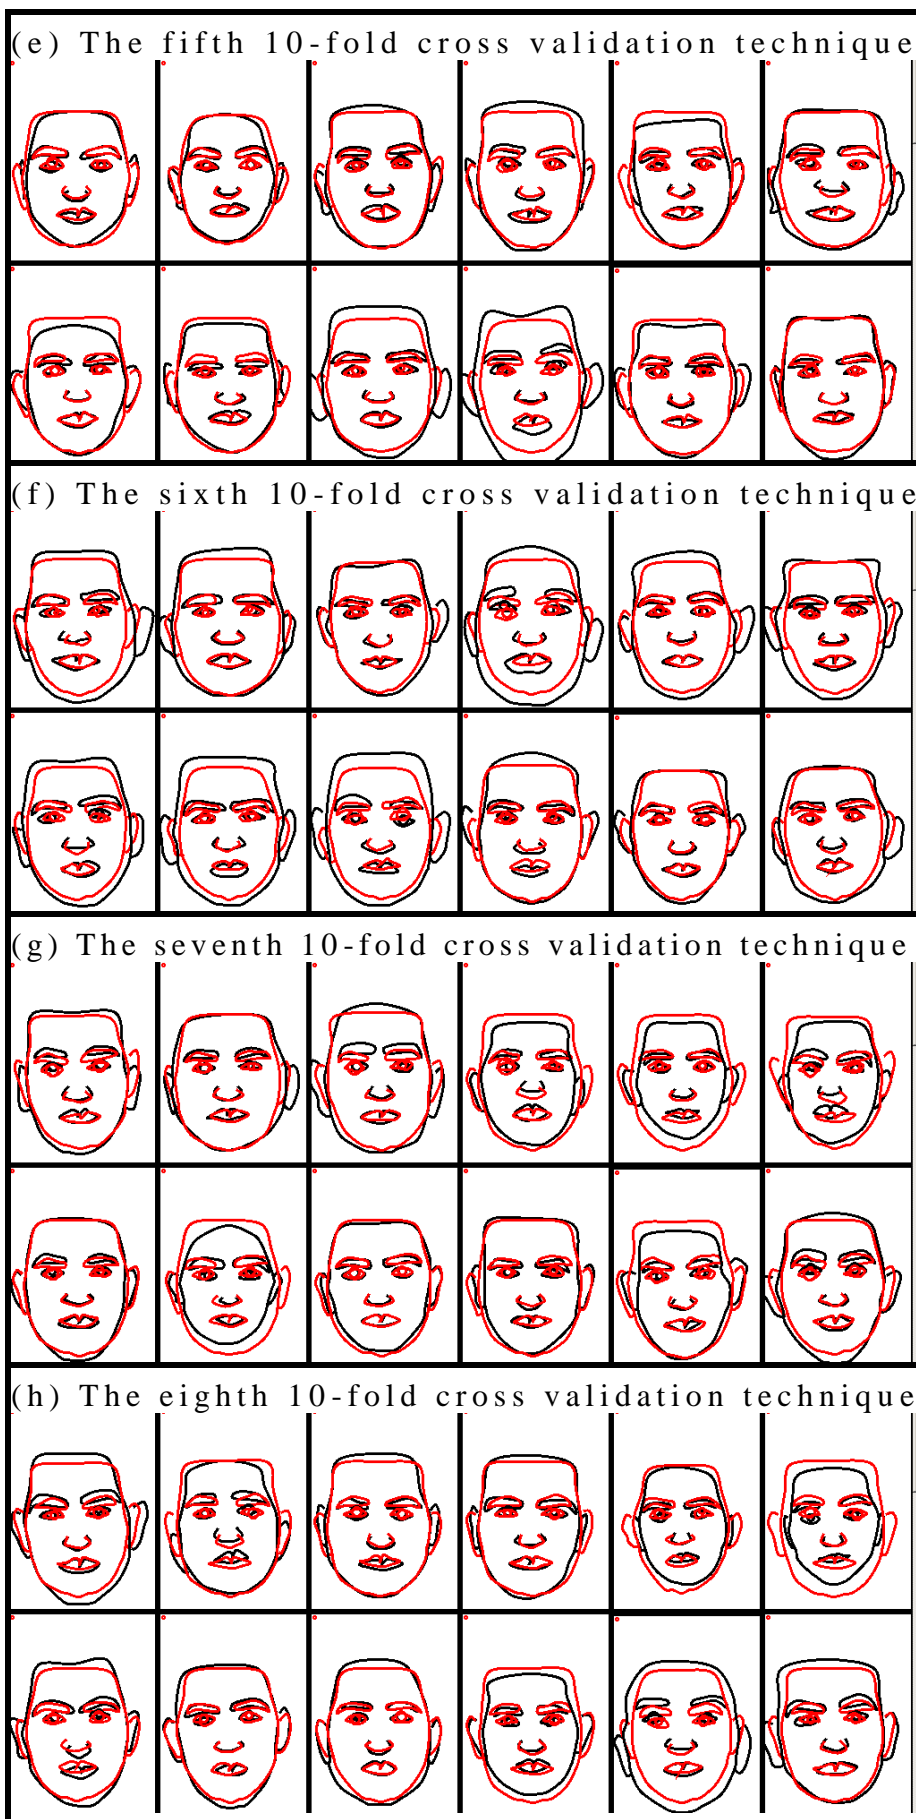 (e) The fifth 10-fold cross validation technique
(f) The sixth 10-fold cross validation technique
(g) The seventh 10-fold cross validation technique
(h) The eighth 10-fold cross validation technique